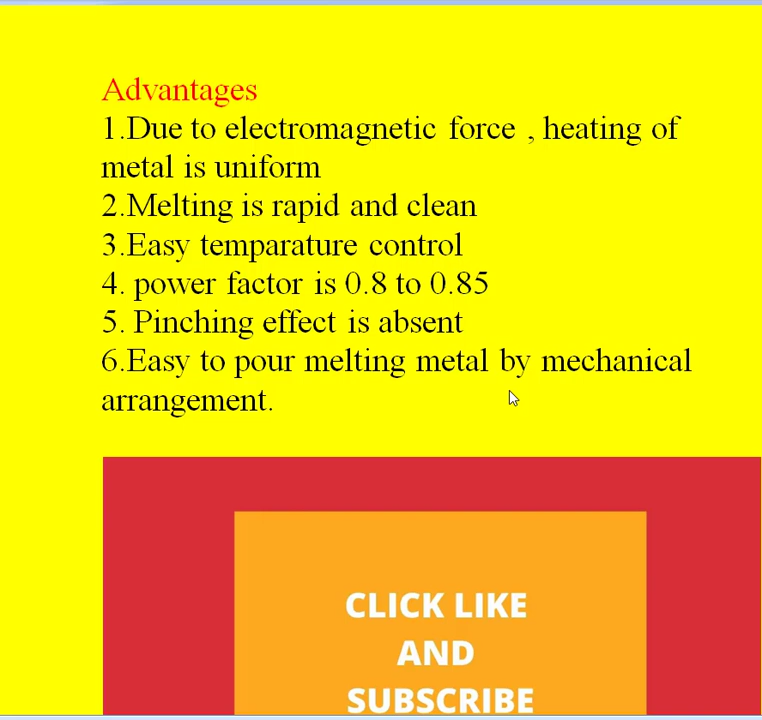 Advantages
1.Due to electromagnetic force , heating of
metal is uniform
2.Melting is rapid and clean
3.Easy temparature control
4. power factor is 0.8 to 0.85
5. Pinching effect is absent
6.Easy to pour melting metal by mechanical
arrangement.
CLICK LIKE
AND
SUBSCRIBE